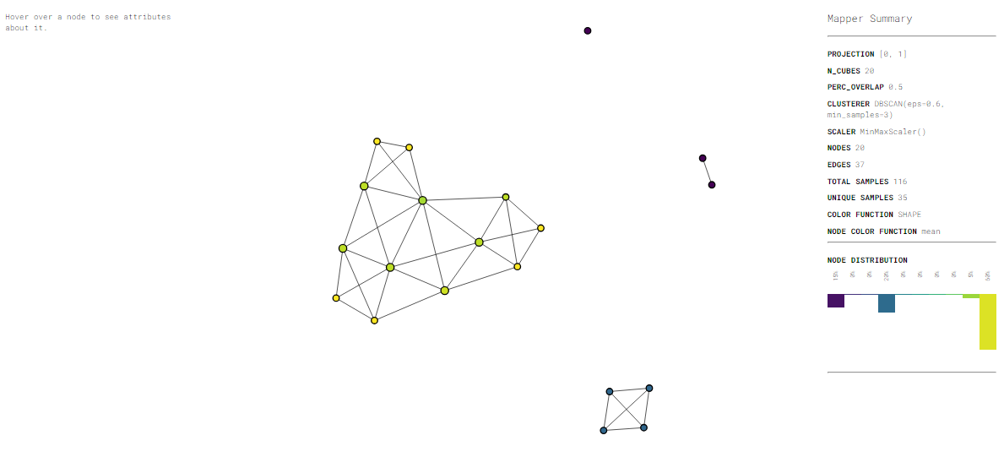 Hover over a node to see attributes
about it.
Mapper Summary
PROJECTION [0, 1]
N_CUBES 20
PERC_OVERLAP 0.5
CLUSTERER DBSCAN(eps=0.6,
min_samples=3)
SCALER MinMaxScaler()
NODES 20
EDGES 37
TOTAL SAMPLES 116
UNIQUE SAMPLES 35
COLOR FUNCTION SHAPE
NODE COLOR FUNCTION mean
NODE DISTRIBUTION
15%
0%
0%
20%
0%
0%
0%
0%
5%
60%